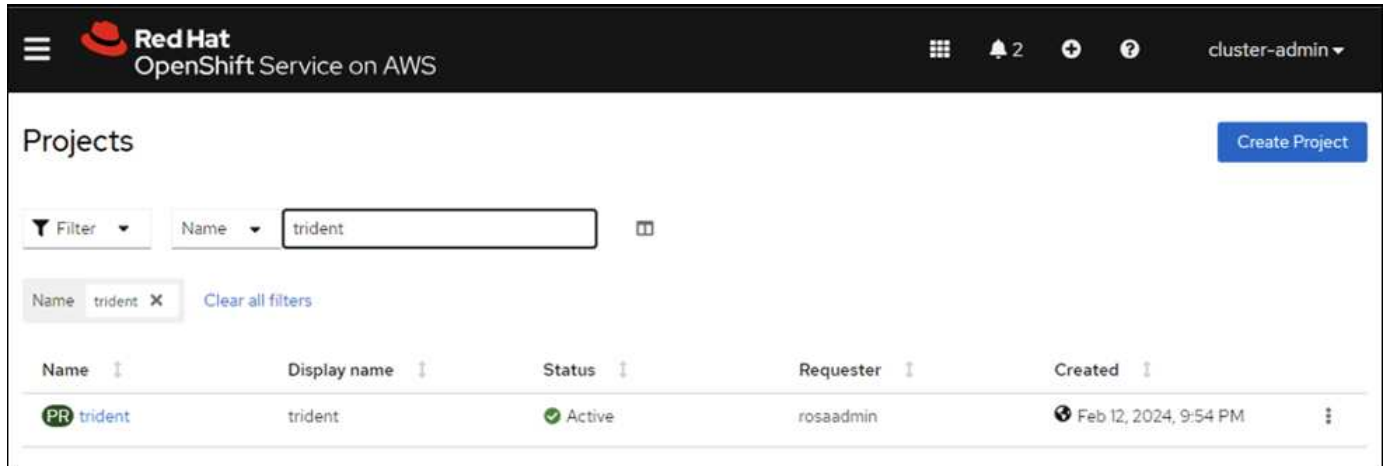 Red Hat
OpenShift Service on AWS
2
cluster-admin
Projects
Create Project
Filter
Name
trident
Name trident
Clear all filters
Name Display name Status Requester Created
PR trident trident Active rosaadmin Feb 12, 2024, 9:54 PM